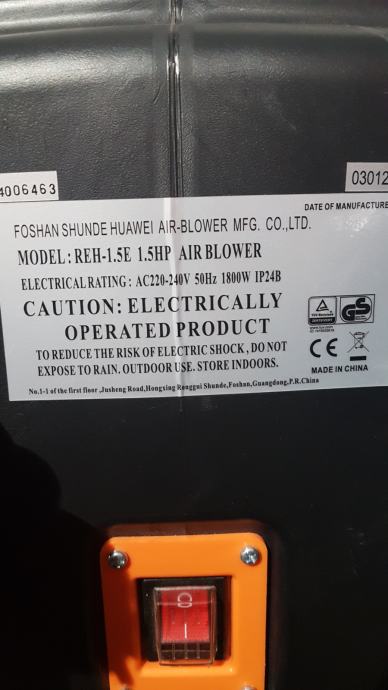 4006463
03012
DATE OF MANUFACTURE
FOSHAN SHUNDE HUAWEI AIR-BLOWER MFG. CO.,LTD.
MODEL: REH-1.5E 1.5HP AIR BLOWER
ELECTRICAL RATING: AC220-240V 50Hz 1800W IP24B
CAUTION: ELECTRICALLY
OPERATED PRODUCT
TO REDUCE THE RISK OF ELECTRIC SHOCK, DO NOT
EXPOSE TO RAIN. OUTDOOR USE. STORE INDOORS.
GS
CE
MADE IN CHINA
No.1-1 of the first floor ,Jusheng Road,Hongxing Ronggui Shunde,Foshan,Guangdong,P.R.China